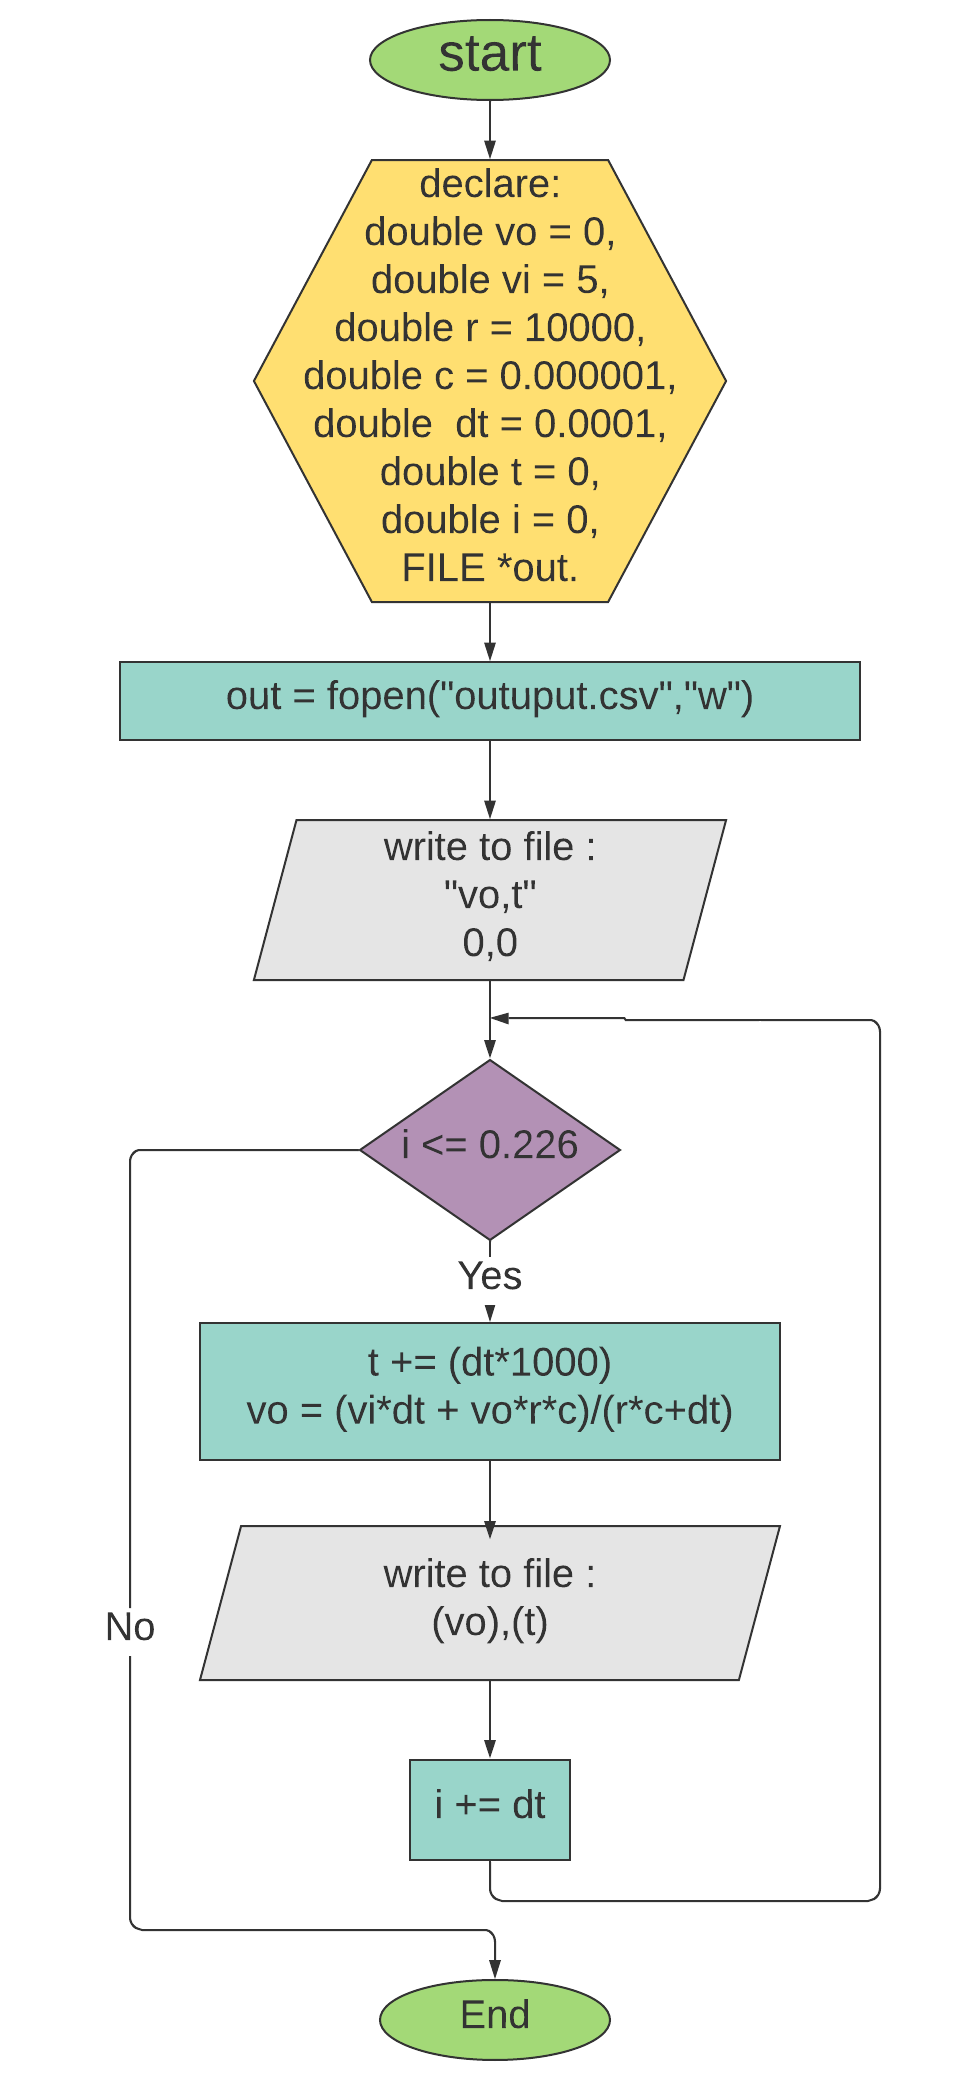 start
declare:
double vo = 0,
double vi = 5,
double r = 10000,
double c = 0.000001,
double  dt = 0.0001,
double t = 0,
double i = 0,
FILE *out.
out = fopen("outuput.csv","w")
write to file :
"vo,t"
0,0
i <= 0.226
Yes
t += (dt*1000)
vo = (vi*dt + vo*r*c)/(r*c+dt)
write to file :
(vo),(t)
No
i += dt
End